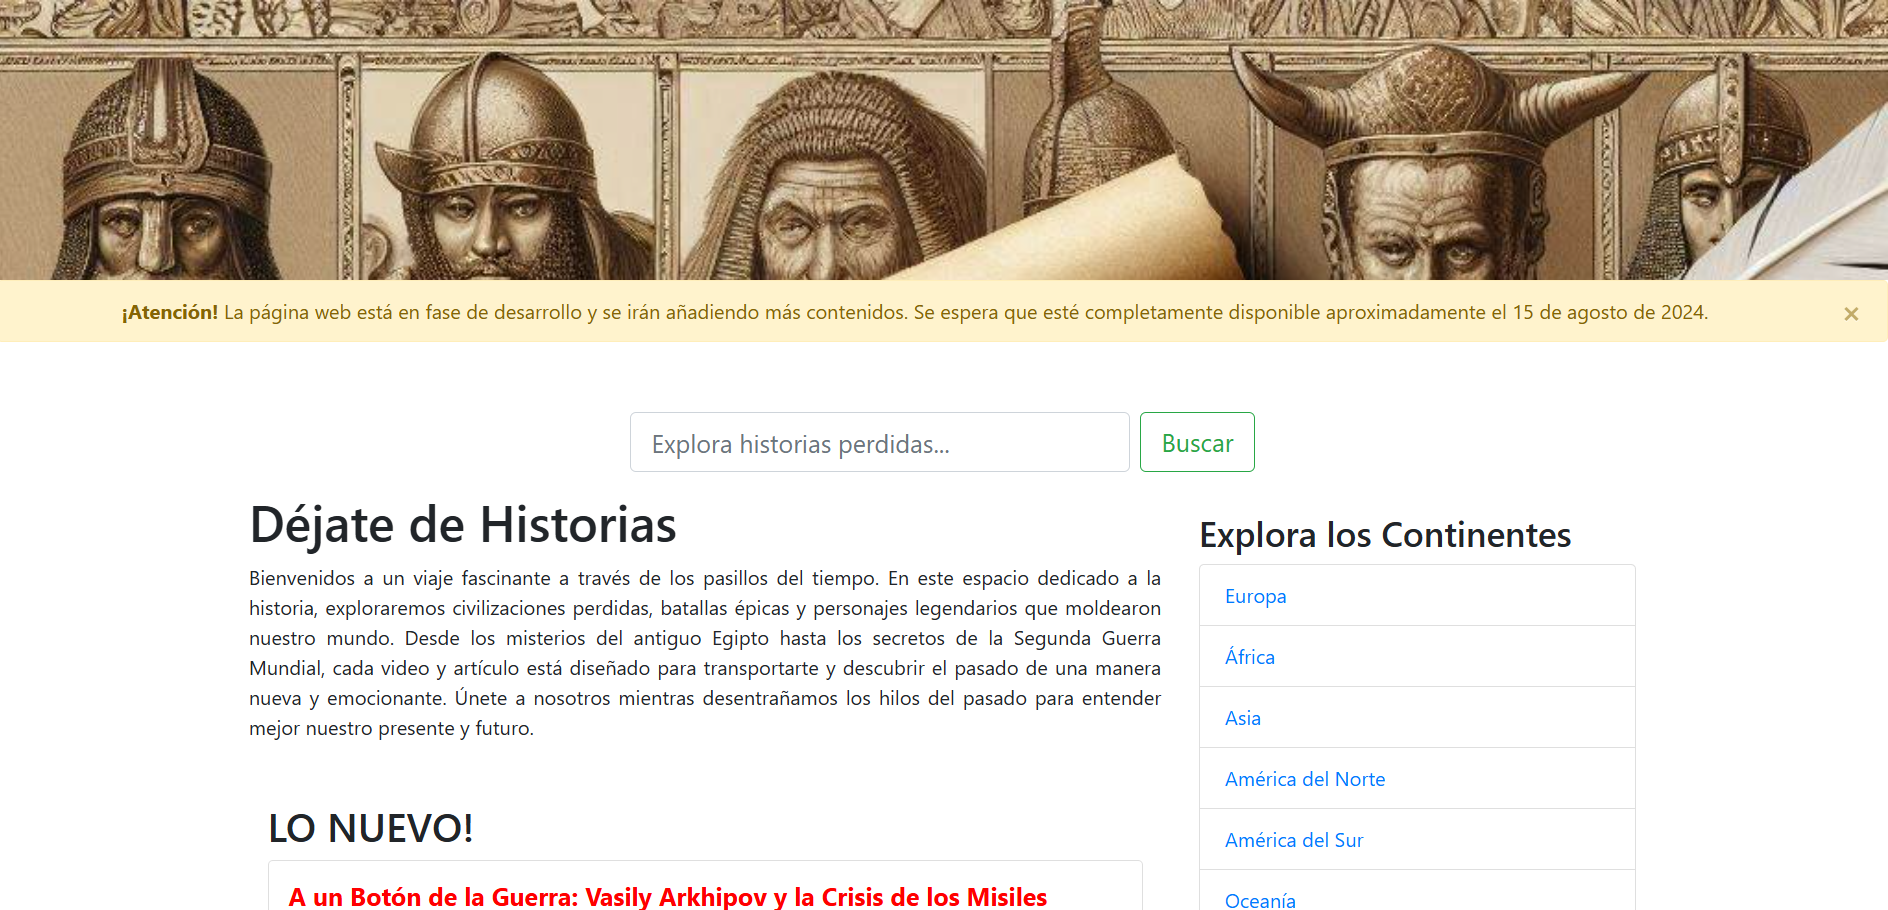 ¡Atención! La página web está en fase de desarrollo y se irán añadiendo más contenidos. Se espera que esté completamente disponible aproximadamente el 15 de agosto de 2024.
×
Explora historias perdidas...
Buscar
Déjate de Historias
Bienvenidos a un viaje fascinante a través de los pasillos del tiempo. En este espacio dedicado a la
historia, exploraremos civilizaciones perdidas, batallas épicas y personajes legendarios que moldearon
nuestro mundo. Desde los misterios del antiguo Egipto hasta los secretos de la Segunda Guerra
Mundial, cada video y artículo está diseñado para transportarte y descubrir el pasado de una manera
nueva y emocionante. Únete a nosotros mientras desentrañamos los hilos del pasado para entender
mejor nuestro presente y futuro.
LO NUEVO!
A un Botón de la Guerra: Vasily Arkhipov y la Crisis de los Misiles
Explora los Continentes
Europa
África
Asia
América del Norte
América del Sur
Oceanía